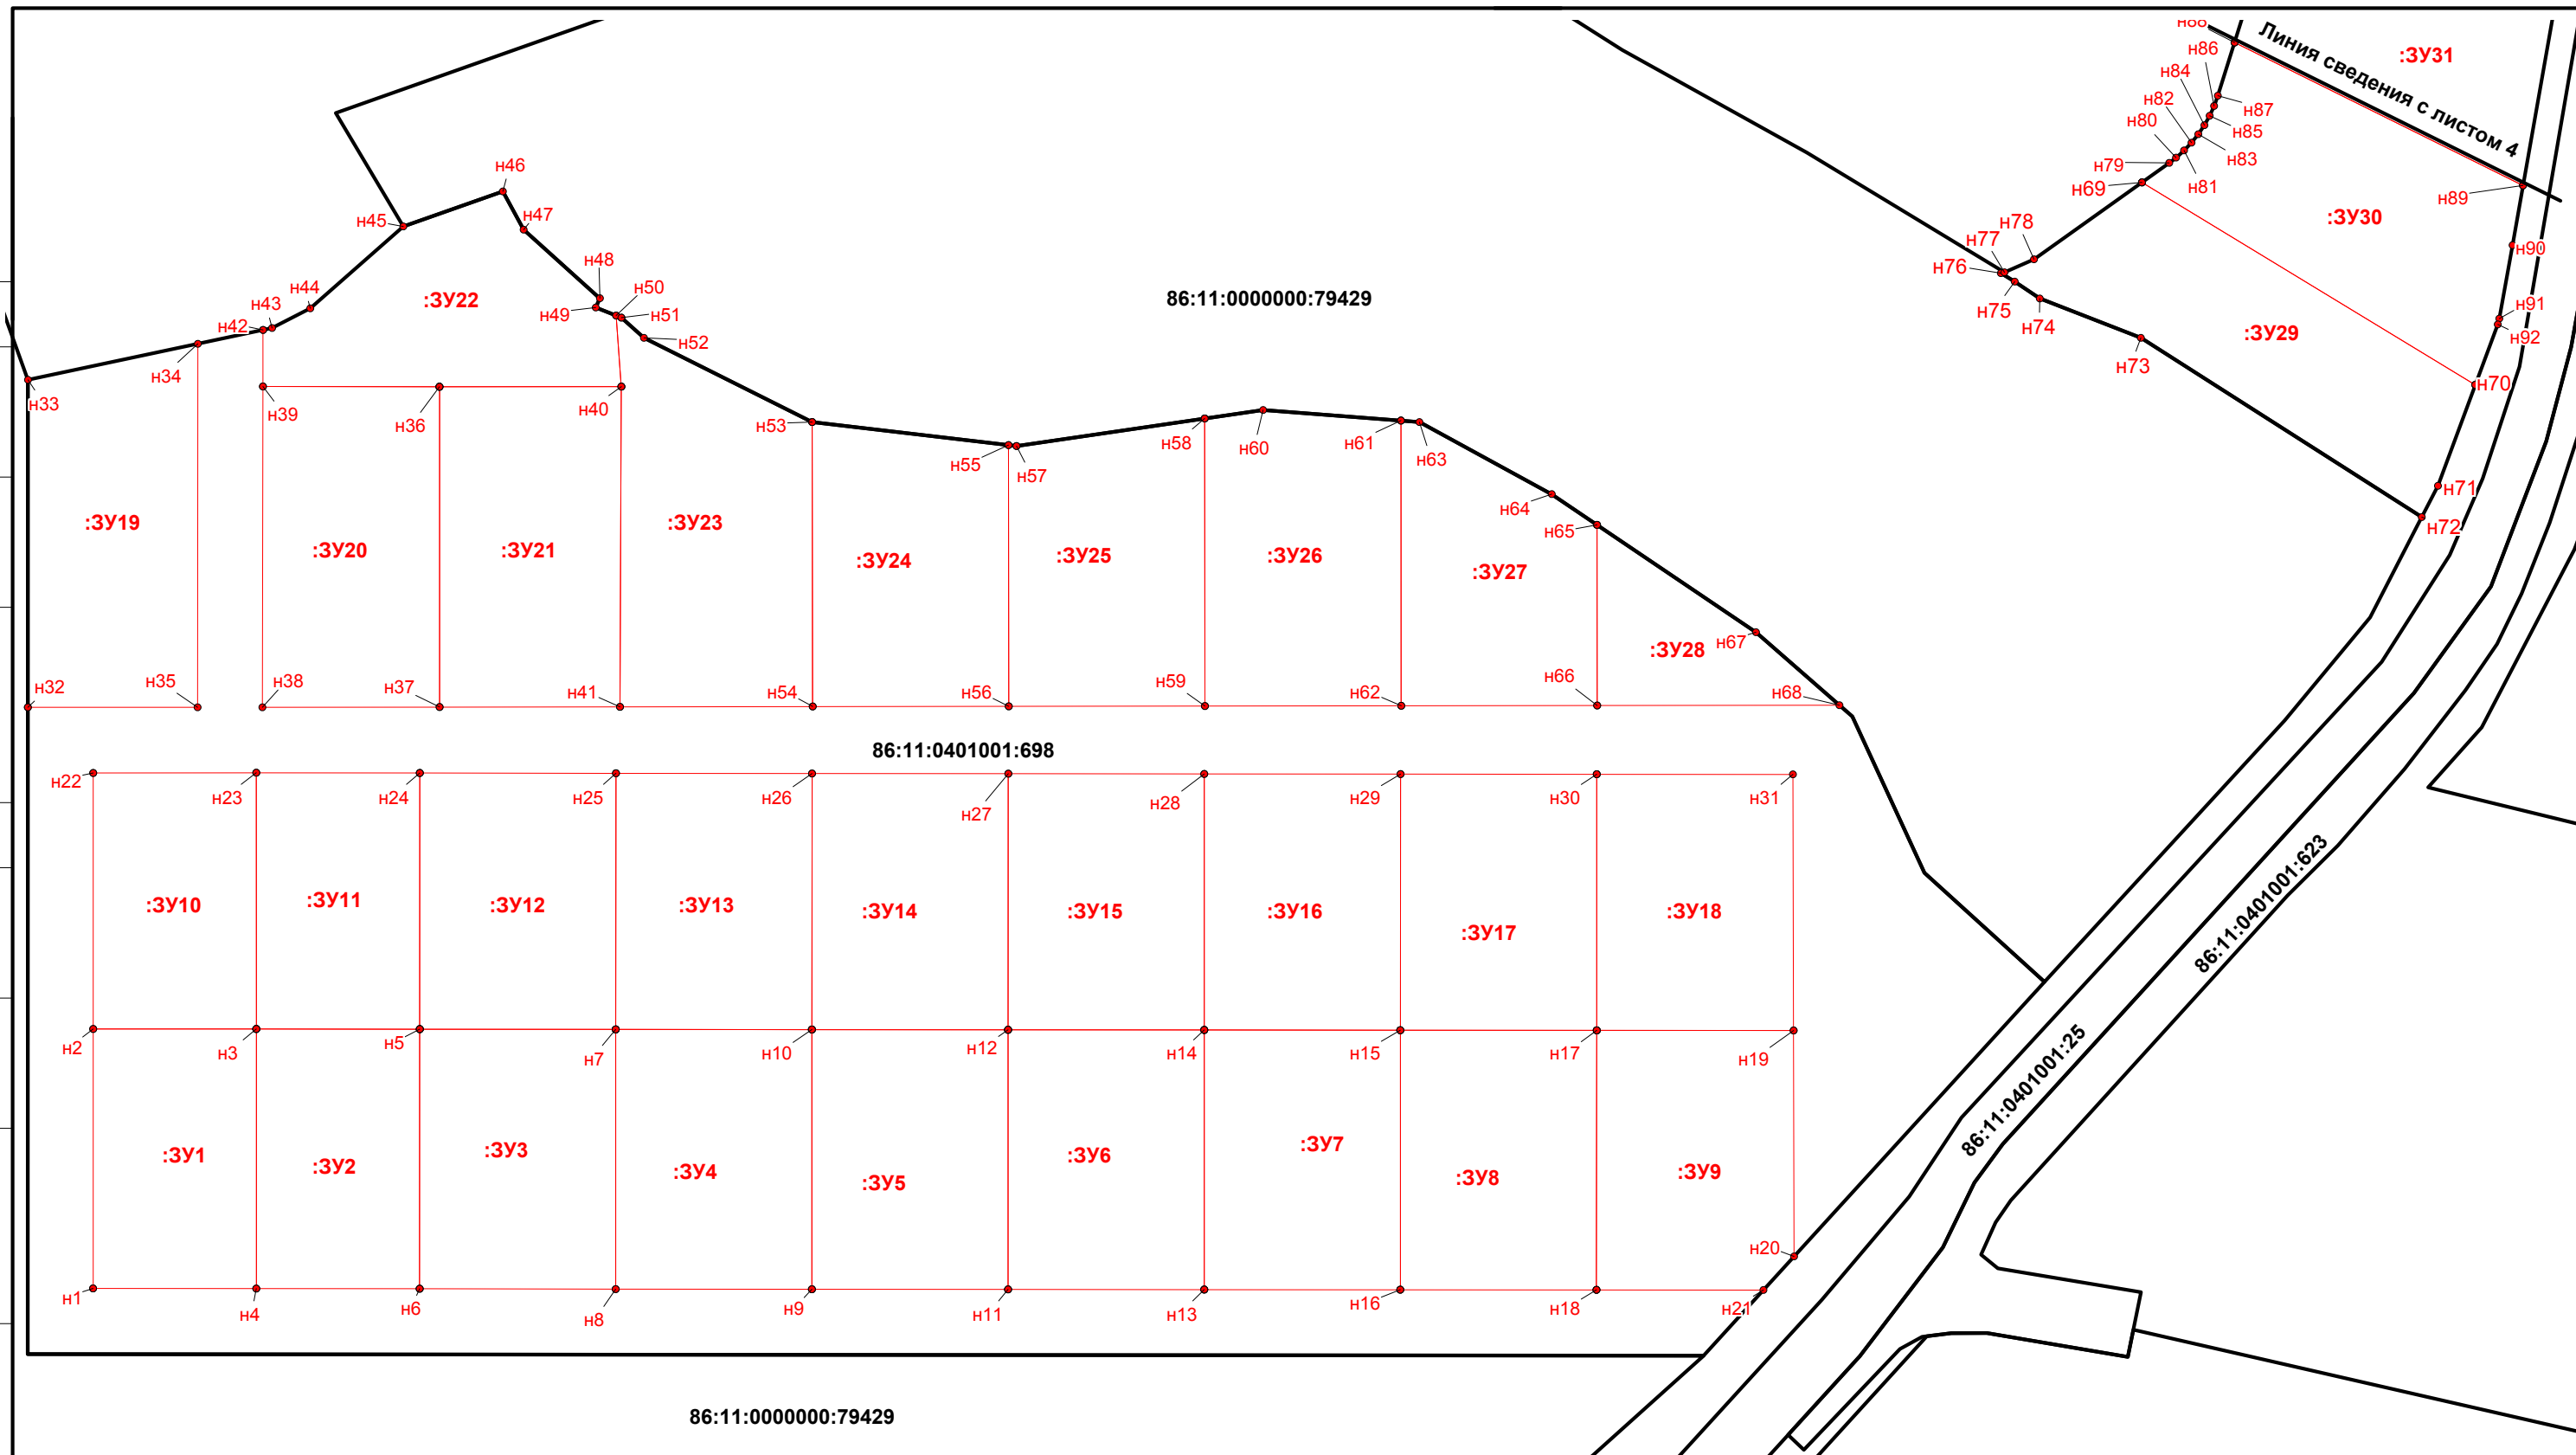 н88
Линия сведения с листом 4
:ЗУ31
н86
н84
н82
н87
н80
н85
н83
н79
н81
н69
н89
н46
н45
н47
:ЗУ30
н78
н77
н90
н76
н48
н50
н44
:ЗУ22
86:11:0000000:79429
н43
н49
н51
н75
н91
н42
н74
:ЗУ29
н92
н52
н34
н73
н70
н33
н39
н36
н40
н53
н58
н60
н61
н63
н55
н57
н71
н64
:ЗУ19
:ЗУ23
н65
н72
:ЗУ20
:ЗУ21
:ЗУ24
:ЗУ25
:ЗУ26
:ЗУ27
н67
:ЗУ28
н32
н35
н38
н37
н41
н54
н56
н59
н62
н66
н68
86:11:0401001:698
н22
н23
н24
н25
н26
н27
н28
н29
н30
н31
86:11:0401001:623
:ЗУ10
:ЗУ11
:ЗУ12
:ЗУ13
:ЗУ14
:ЗУ15
:ЗУ16
:ЗУ17
:ЗУ18
н2
н3
н5
н7
н10
н12
н14
н15
н17
н19
86:11:0401001:25
:ЗУ1
:ЗУ2
:ЗУ3
:ЗУ4
:ЗУ5
:ЗУ6
:ЗУ7
:ЗУ8
:ЗУ9
н20
н1
н4
н6
н8
н9
н11
н13
н16
н18
н21
86:11:0000000:79429